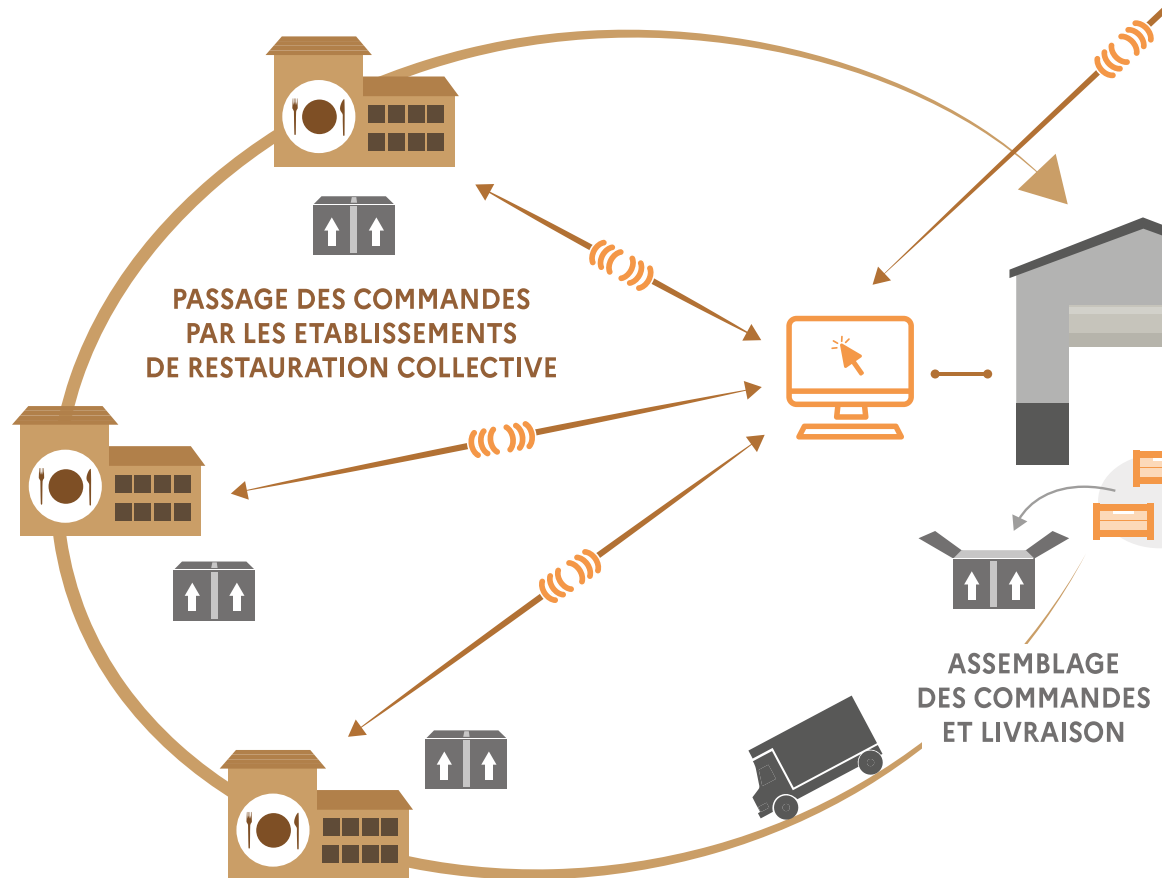 PASSAGE DES COMMANDES
PAR LES ETABLISSEMENTS
DE RESTAURATION COLLECTIVE
ASSEMBLAGE
DES COMMANDES
ET LIVRAISON